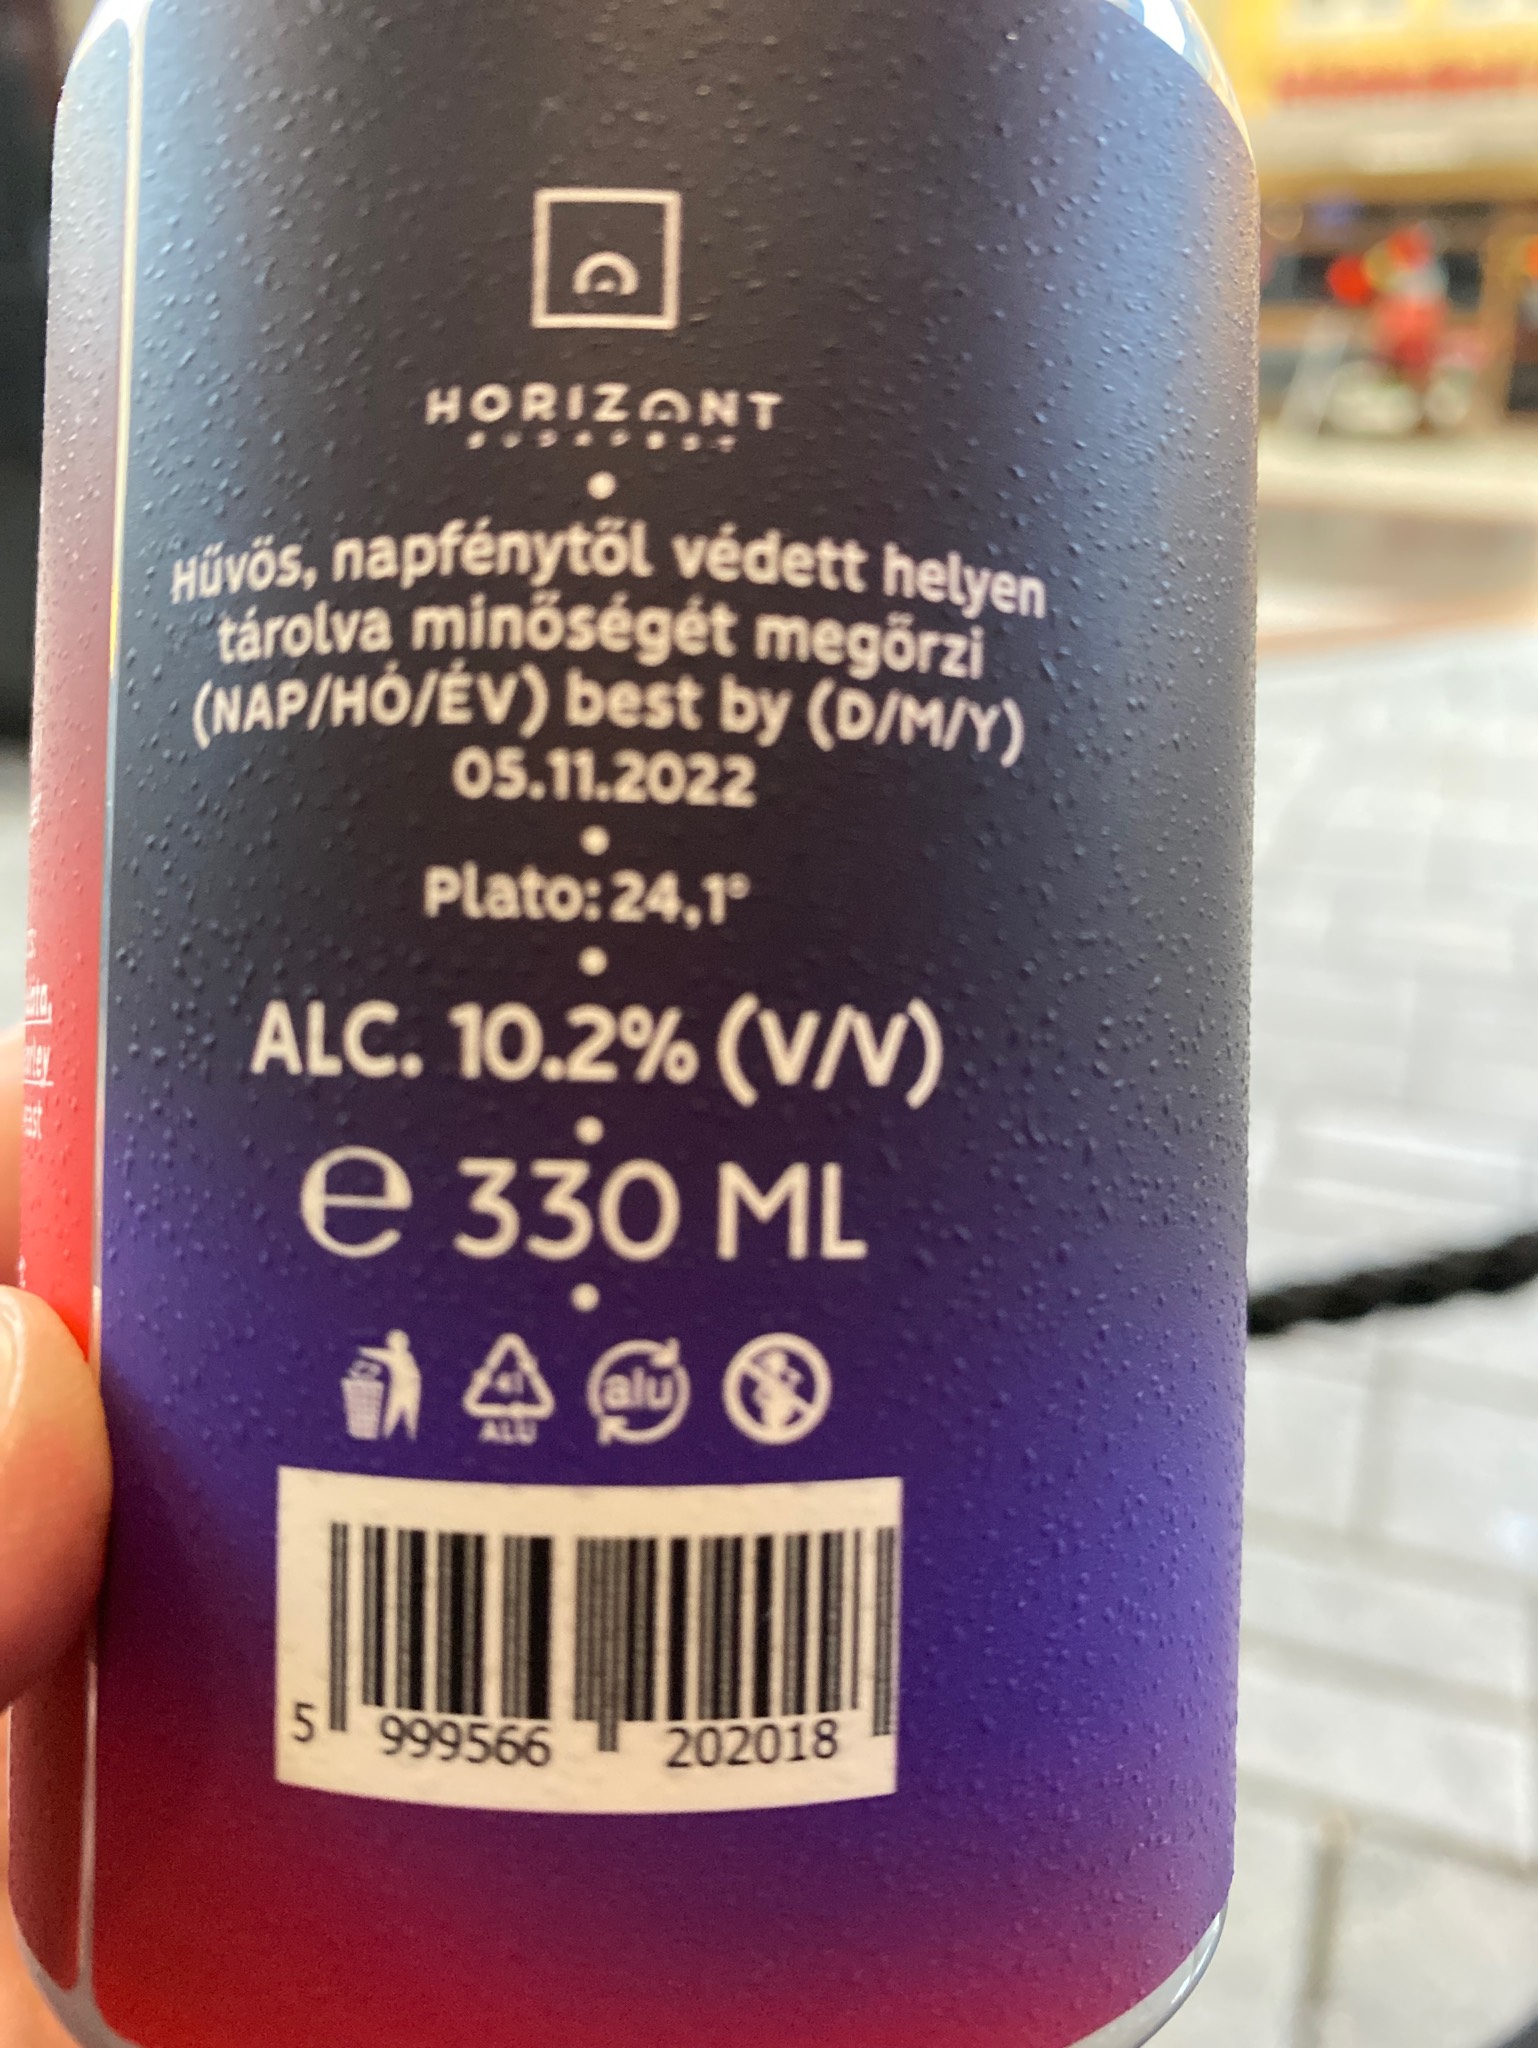 HORIZONT
BUDAPEST
Hűvös, napfénytől védett helyen
tárolva minőségét megőrzi
(NAP/HÓ/ÉV) best by (D/M/Y)
05.11.2022
Plato: 24,1°
ALC. 10.2% (V/V)
e 330 ML
41
ALU
alu
5 999566 202018